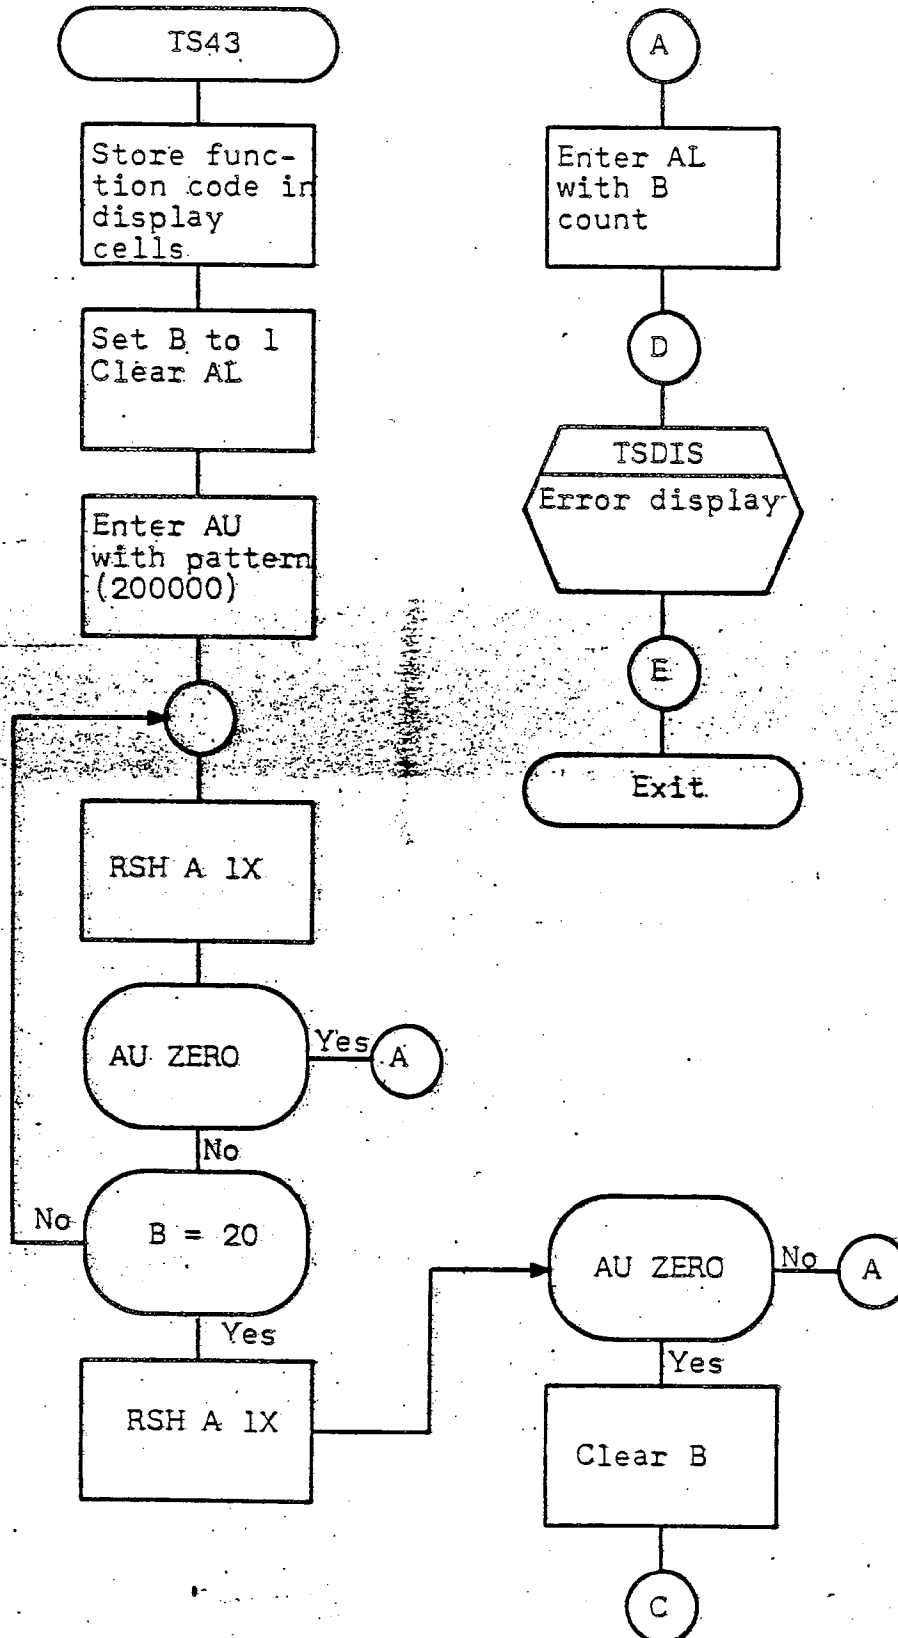 TS43
Store func-
tion code in
display
cells
Set B to 1
Clear AL
Enter AU
with pattern
(200000)
RSH A 1X
AU ZERO
Yes
A
No
B = 20
No
Yes
RSH A 1X
A
Enter AL
with B
count
D
TSDIS
Error display
E
Exit
AU ZERO
No
A
Yes
Clear B
C